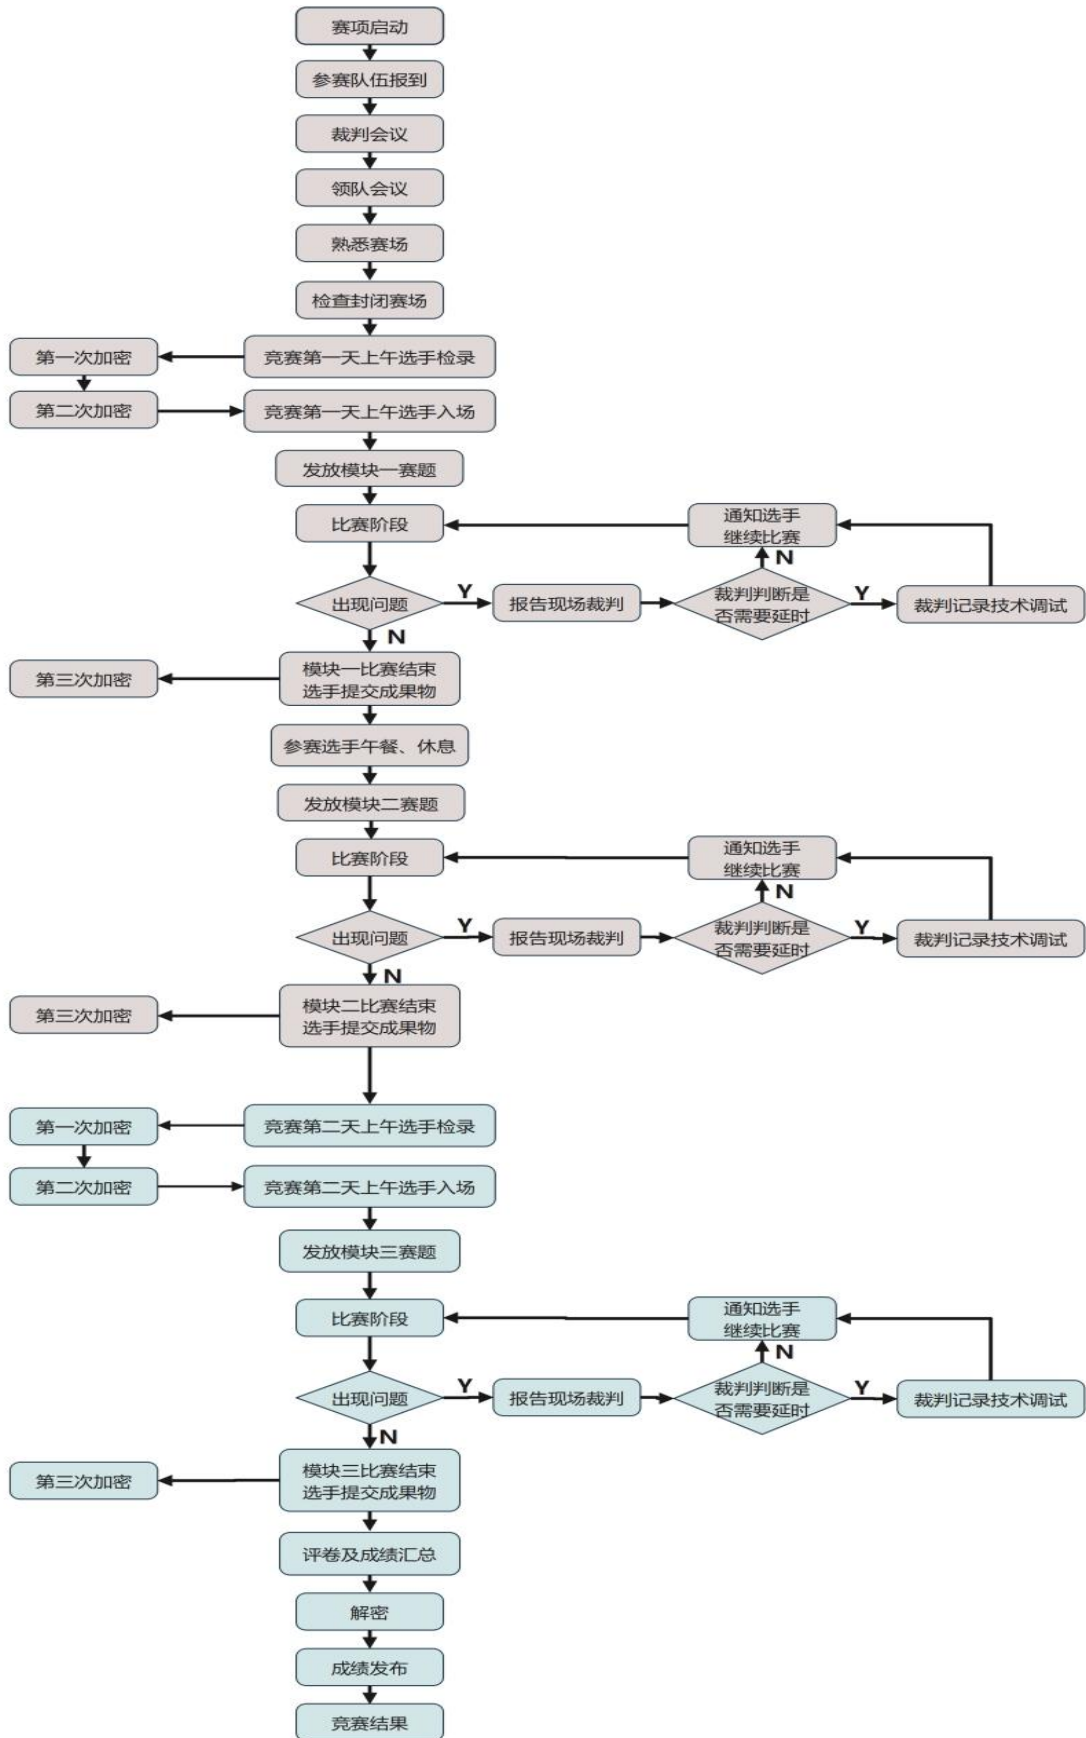 赛项启动
参赛队伍报到
裁判会议
领队会议
熟悉赛场
检查封闭赛场
第一次加密
竞赛第一天上午选手检录
第二次加密
竞赛第一天上午选手入场
发放模块一赛题
比赛阶段
通知选手
继续比赛
N
出现问题
Y
报告现场裁判
裁判判断是
否需要延时
Y
裁判记录技术调试
N
第三次加密
模块一比赛结束
选手提交成果物
参赛选手午餐、休息
发放模块二赛题
比赛阶段
通知选手
继续比赛
N
出现问题
Y
报告现场裁判
裁判判断是
否需要延时
Y
裁判记录技术调试
N
第三次加密
模块二比赛结束
选手提交成果物
第一次加密
竞赛第二天上午选手检录
第二次加密
竞赛第二天上午选手入场
发放模块三赛题
比赛阶段
通知选手
继续比赛
N
出现问题
Y
报告现场裁判
裁判判断是
否需要延时
Y
裁判记录技术调试
N
第三次加密
模块三比赛结束
选手提交成果物
评卷及成绩汇总
解密
成绩发布
竞赛结果